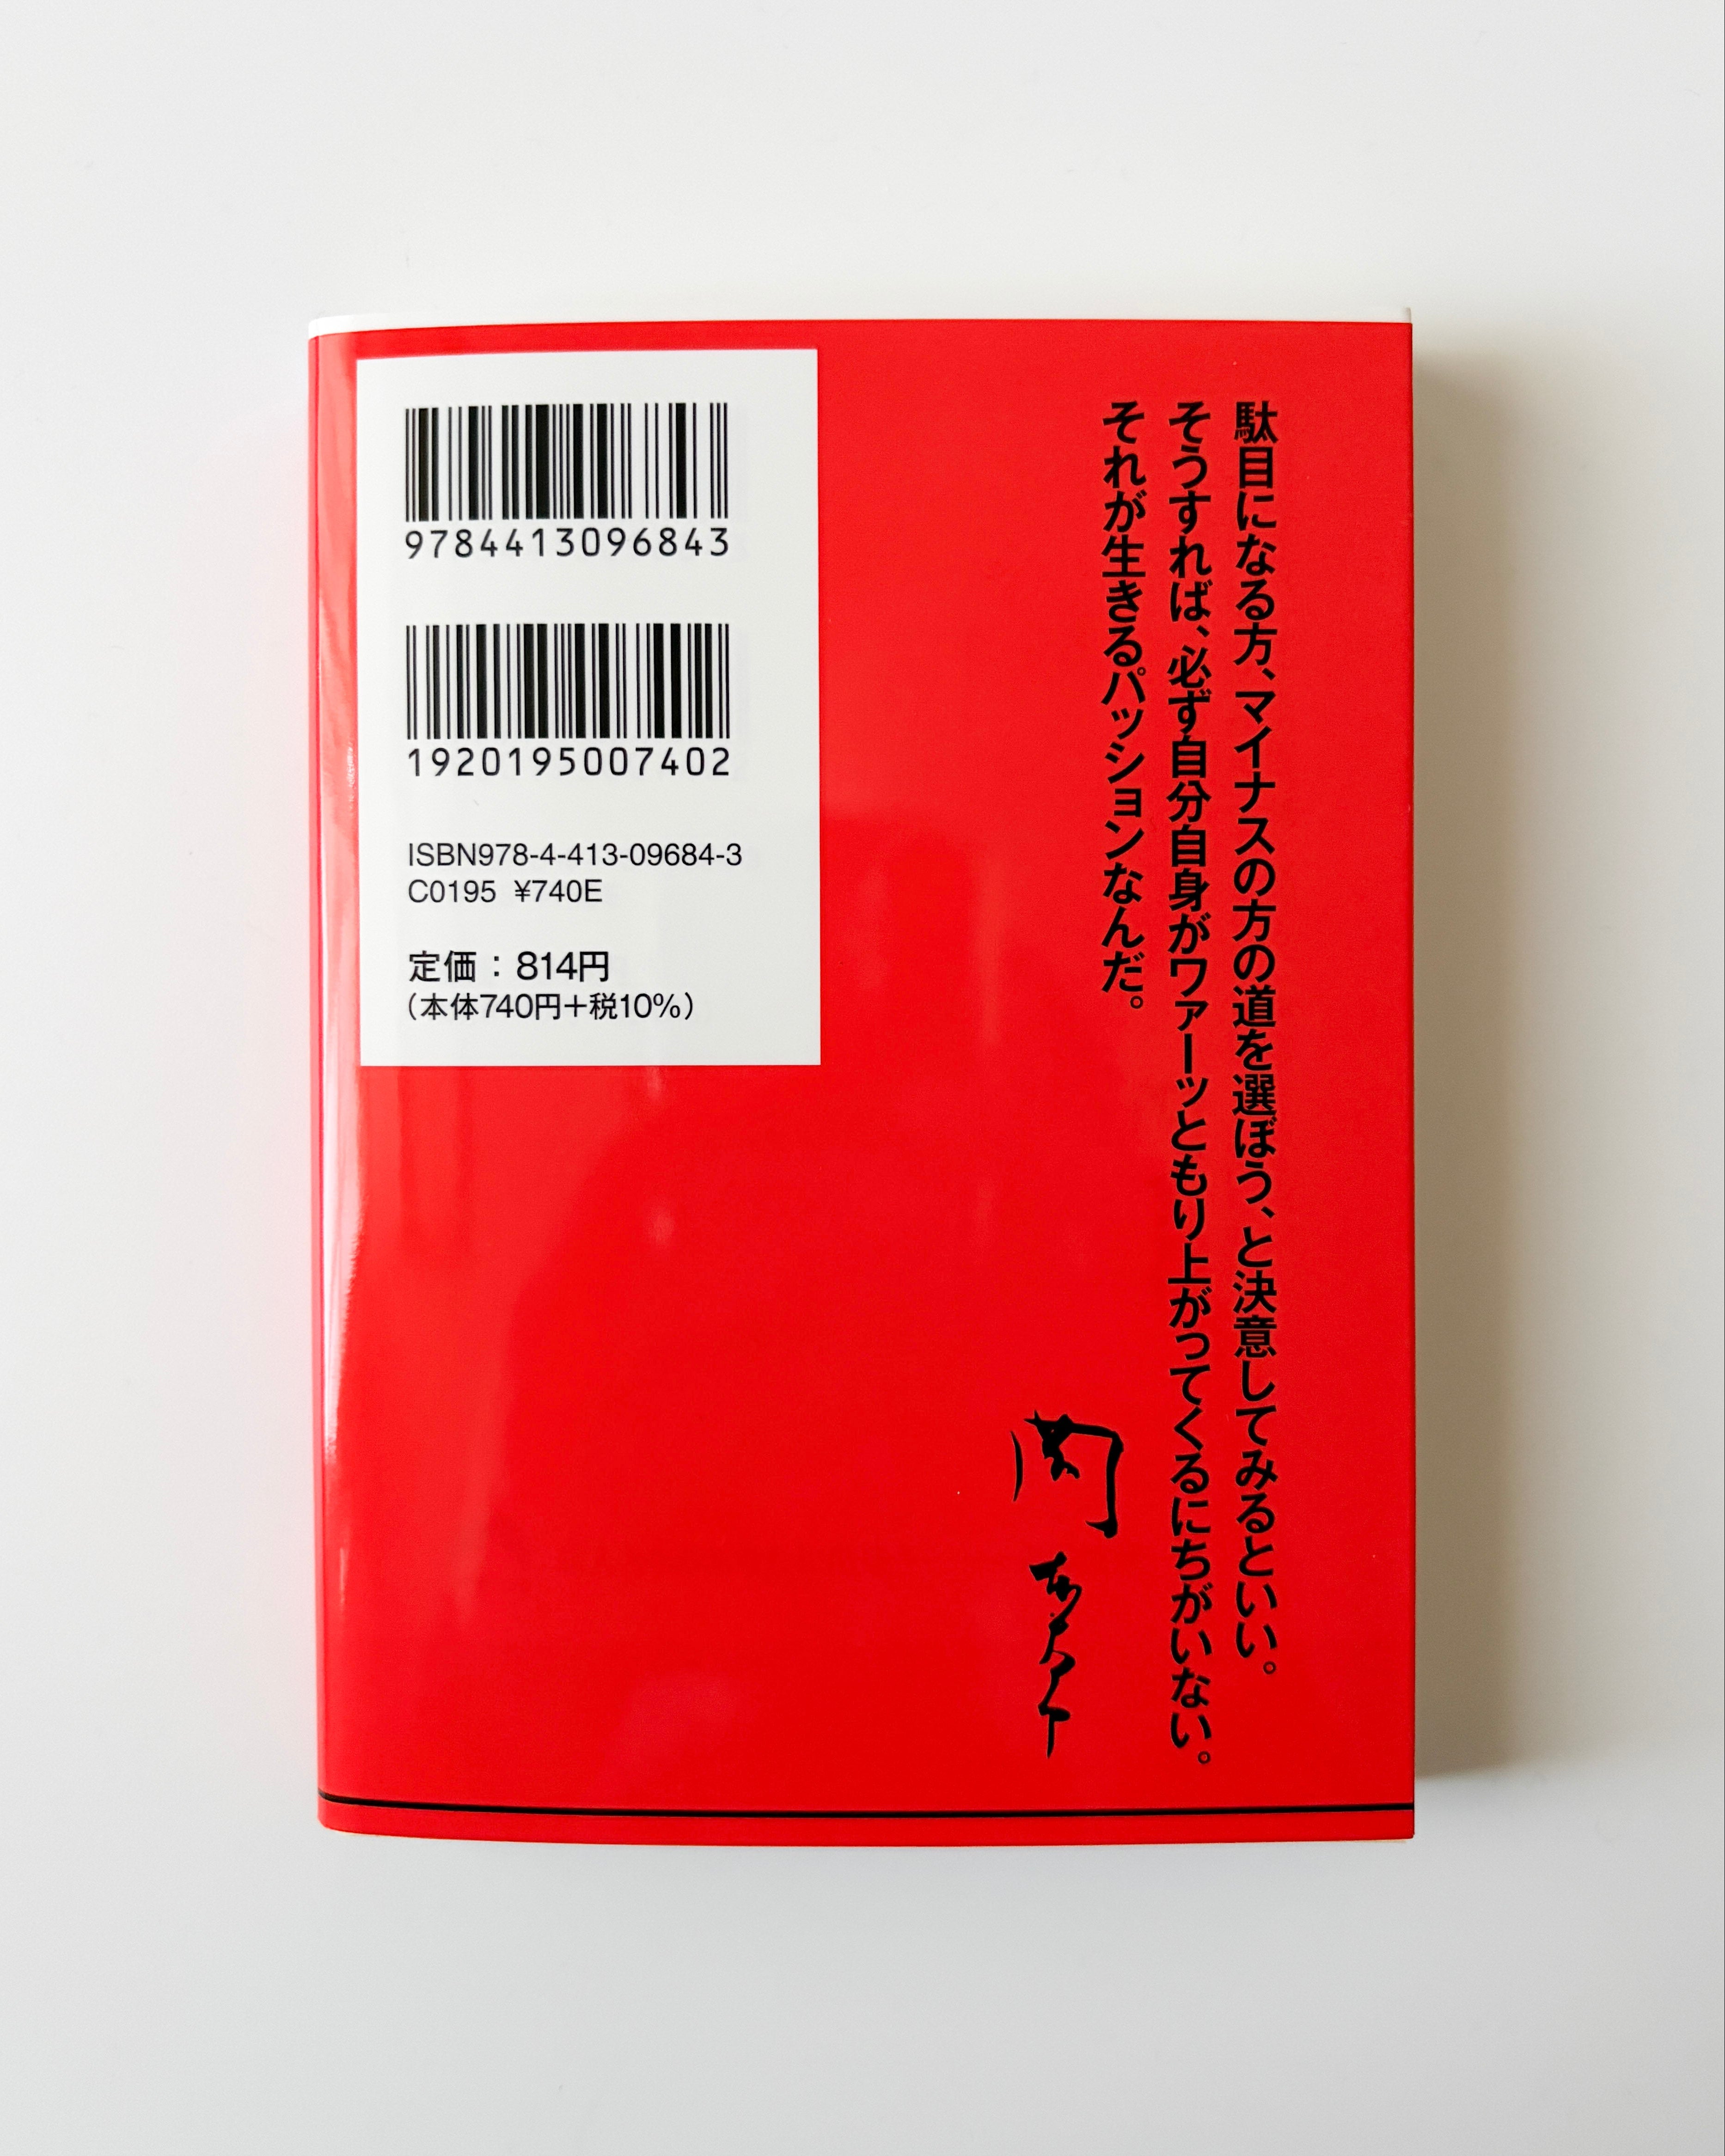 駄目になる方、マイナスの方の道を選ぼう、と決意してみるといい。
そうすれば、必ず自分自身がワァーッともり上がってくるにちがいない。
それが生きるパッションなんだ。
9784413096843
1920195007402
ISBN978-4-413-09684-3
C0195 ¥740E
定価：814円
（本体740円＋税10%）